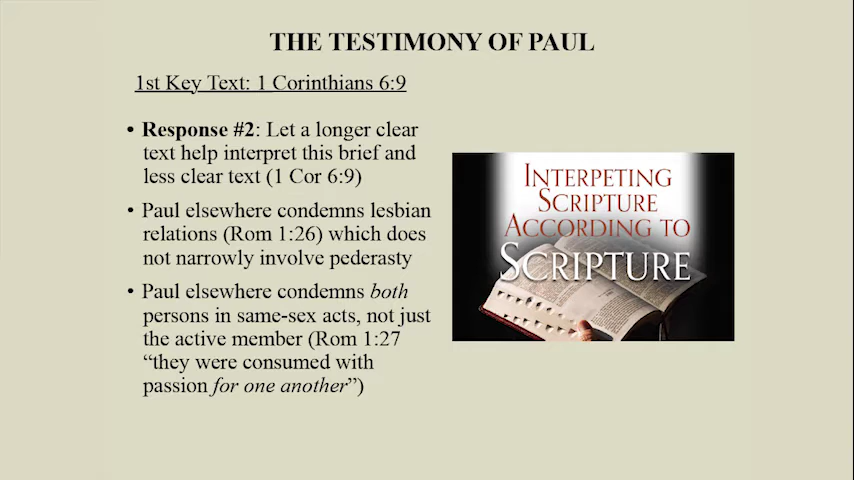 THE TESTIMONY OF PAUL
1st Key Text: 1 Corinthians 6:9
• Response #2: Let a longer clear
text help interpret this brief and
less clear text (1 Cor 6:9)
• Paul elsewhere condemns lesbian
relations (Rom 1:26) which does
not narrowly involve pederasty
• Paul elsewhere condemns both
persons in same-sex acts, not just
the active member (Rom 1:27
“they were consumed with
passion for one another”)
INTERPETING
SCRIPTURE
ACCORDING TO
SCRIPTURE